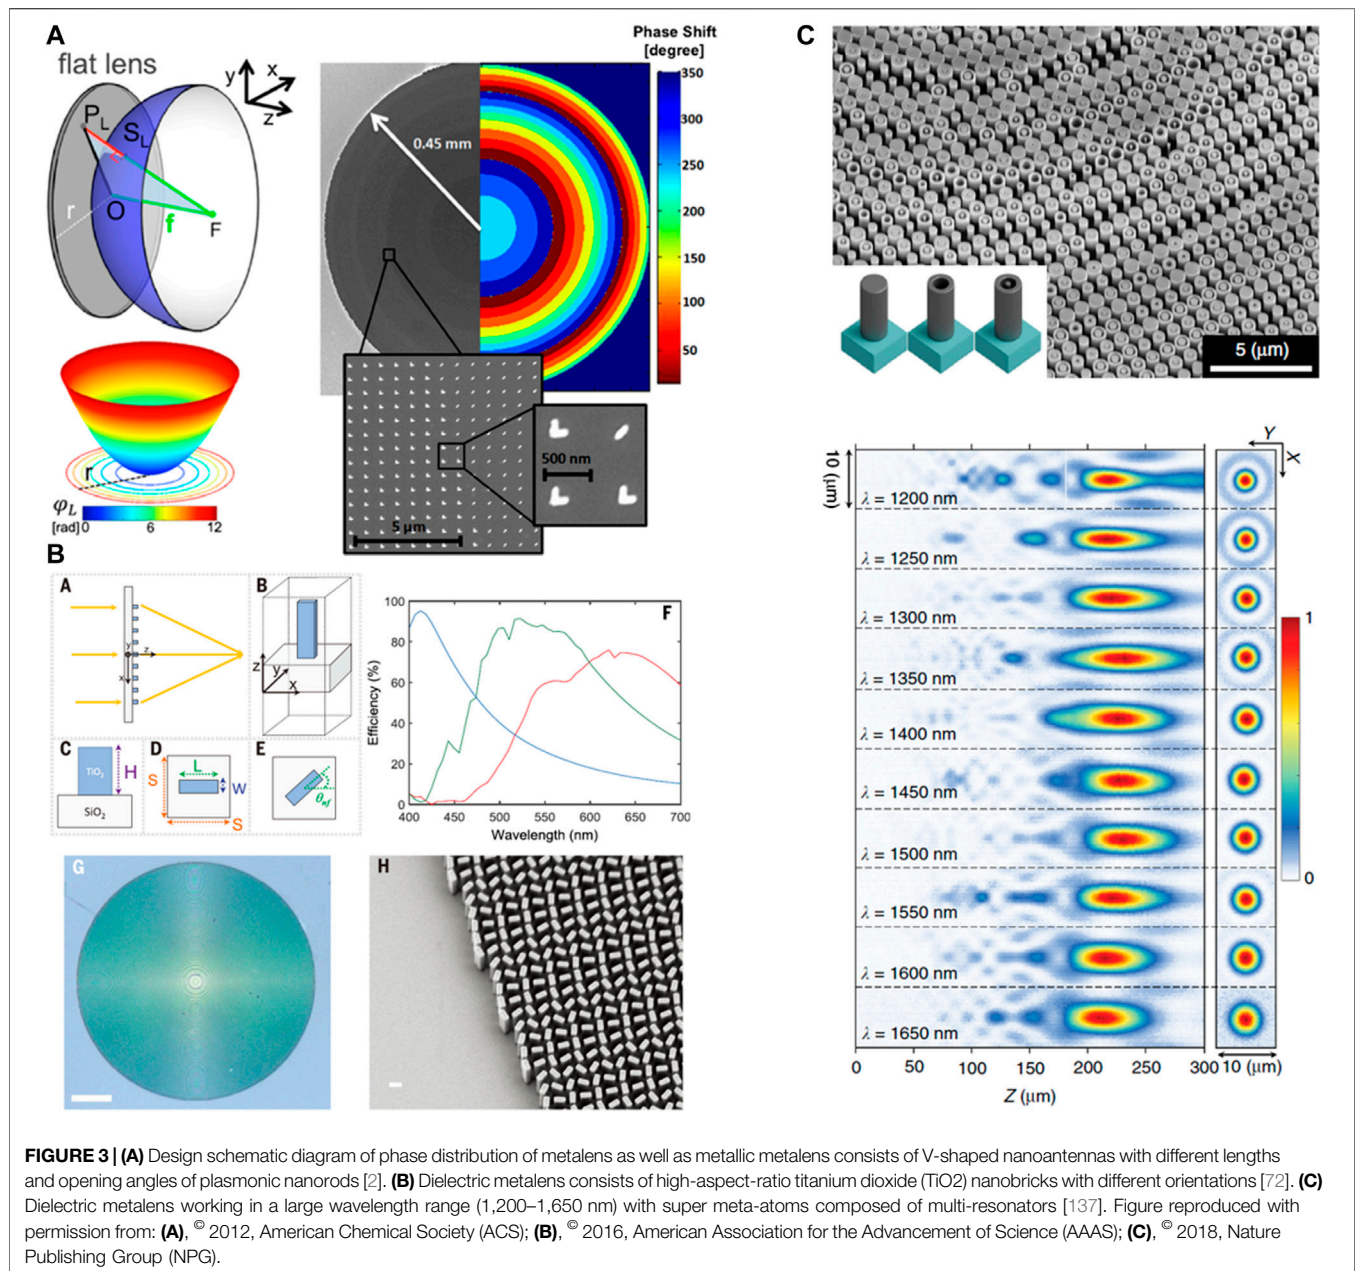 A
flat lens
y
x
z
P_L
S_L
O
f
F
r
r
φ_L
[rad]
0
6
12
Phase Shift
[degree]
350
300
250
200
150
100
50
0.45 mm
500 nm
5 μm
B
A
y
z
x
B
z
y
x
C
TiO₂
H
SiO₂
D
L
W
S
S
E
θ_nf
F
Efficiency (%)
100
80
60
40
20
0
400
450
500
550
600
650
700
Wavelength (nm)
G
H
C
5 (μm)
10 (μm)
Y
X
λ = 1200 nm
λ = 1250 nm
λ = 1300 nm
λ = 1350 nm
λ = 1400 nm
λ = 1450 nm
λ = 1500 nm
λ = 1550 nm
λ = 1600 nm
λ = 1650 nm
1
0
0
50
100
150
200
250
300
10 (μm)
Z (μm)
FIGURE 3 | (A) Design schematic diagram of phase distribution of metalens as well as metallic metalens consists of V-shaped nanoantennas with different lengths
and opening angles of plasmonic nanorods [2]. (B) Dielectric metalens consists of high-aspect-ratio titanium dioxide (TiO2) nanobricks with different orientations [72]. (C)
Dielectric metalens working in a large wavelength range (1,200–1,650 nm) with super meta-atoms composed of multi-resonators [137]. Figure reproduced with
permission from: (A), © 2012, American Chemical Society (ACS); (B), © 2016, American Association for the Advancement of Science (AAAS); (C), © 2018, Nature
Publishing Group (NPG).